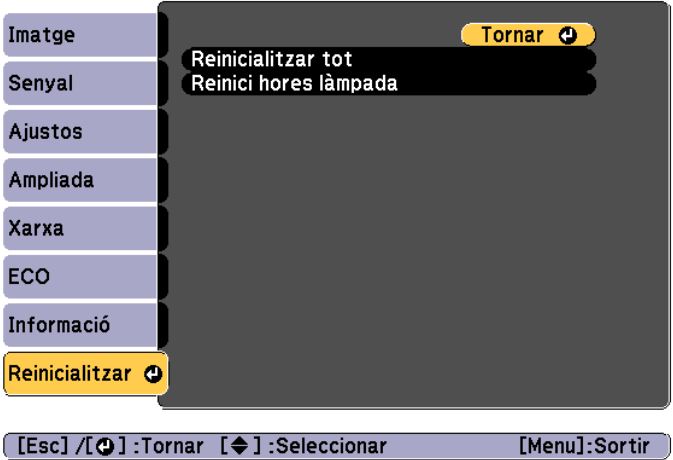 Imatge
Senyal
Ajustos
Ampliada
Xarxa
ECO
Informació
Reinicialitzar
Tornar
Reinicialitzar tot
Reinici hores làmpada
[Esc] /[ ] :Tornar [ ] :Seleccionar [Menu]:Sortir